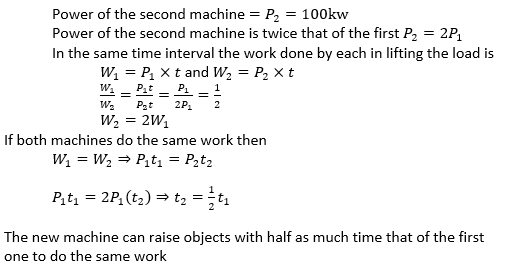 Power of the second machine = P₂ = 100kw
Power of the second machine is twice that of the first P₂ = 2P₁
In the same time interval the work done by each in lifting the load is
W₁ = P₁ X t and W₂ = P₂ X t
W₁/W₂ = P₁t/P₂t = P₁/2P₁ = 1/2
W₂ = 2W₁
If both machines do the same work then
W₁ = W₂ ⇒ P₁t₁ = P₂t₂
P₁t₁ = 2P₁(t₂) ⇒ t₂ = 1/2 t₁
The new machine can raise objects with half as much time that of the first
one to do the same work